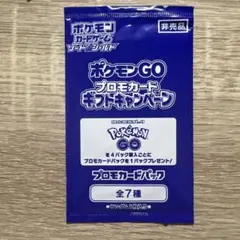 ポケモン
カードゲーム
ソード&シールド
非売品
ポケモンGO
プロモカード
ギフトキャンペーン
Pokémon
GO
を4パック購入ごとに
プロモカードパックを1パックプレゼント!
プロモカードパック
全7種